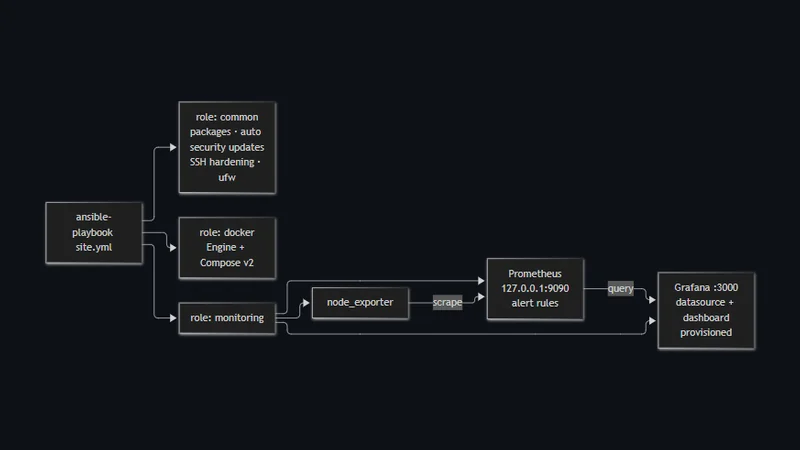 role: common
packages · auto
security updates
SSH hardening ·
ufw
ansible-
playbook
site.yml
role: docker
Engine +
Compose v2
role: monitoring
node_exporter
scrape
Prometheus
127.0.0.1:9090
alert rules
query
Grafana :3000
datasource +
dashboard
provisioned